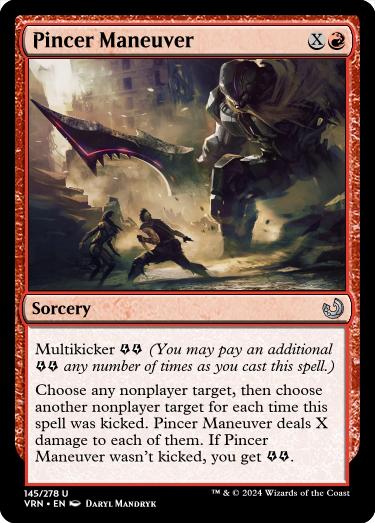 Pincer Maneuver X
Sorcery
Multikicker (You may pay an additional
any number of times as you cast this spell.)
Choose any nonplayer target, then choose
another nonplayer target for each time this
spell was kicked. Pincer Maneuver deals X
damage to each of them. If Pincer
Maneuver wasn't kicked, you get .
145/278 U
VRN • EN DARYL MANDRYK ™ & © 2024 Wizards of the Coast